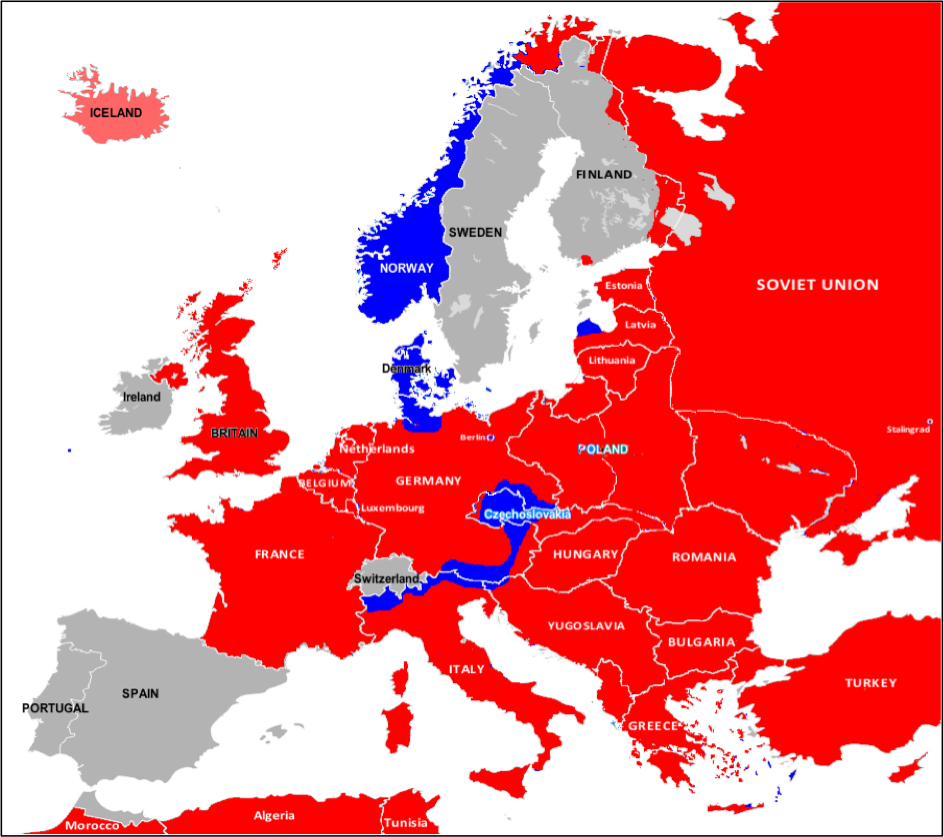 ICELAND
FINLAND
SWEDEN
NORWAY
SOVIET UNION
Estonia
Latvia
Lithuania
Denmark
Ireland
BRITAIN
Stalingrad
Berlin
Netherlands
POLAND
BELGIUM
GERMANY
Luxembourg
Czechoslovakia
FRANCE
HUNGARY
ROMANIA
Switzerland
YUGOSLAVIA
BULGARIA
ITALY
TURKEY
SPAIN
PORTUGAL
GREECE
Algeria
Morocco
Tunisia